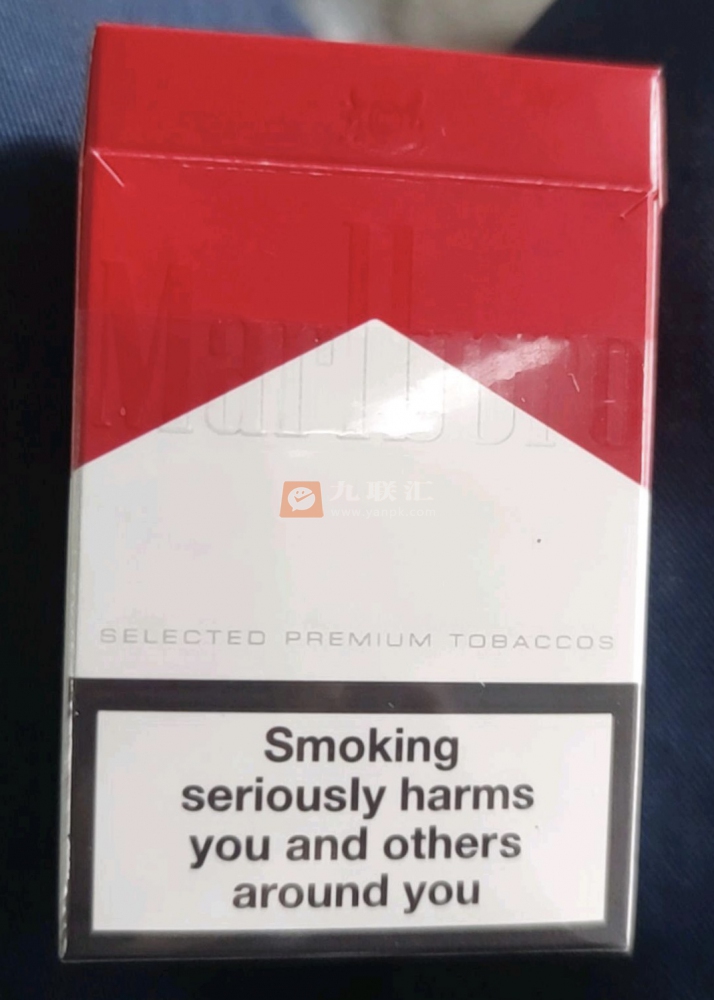 Marlboro
九联汇
SELECTED PREMIUM TOBACCOS
Smoking
seriously harms
you and others
around you